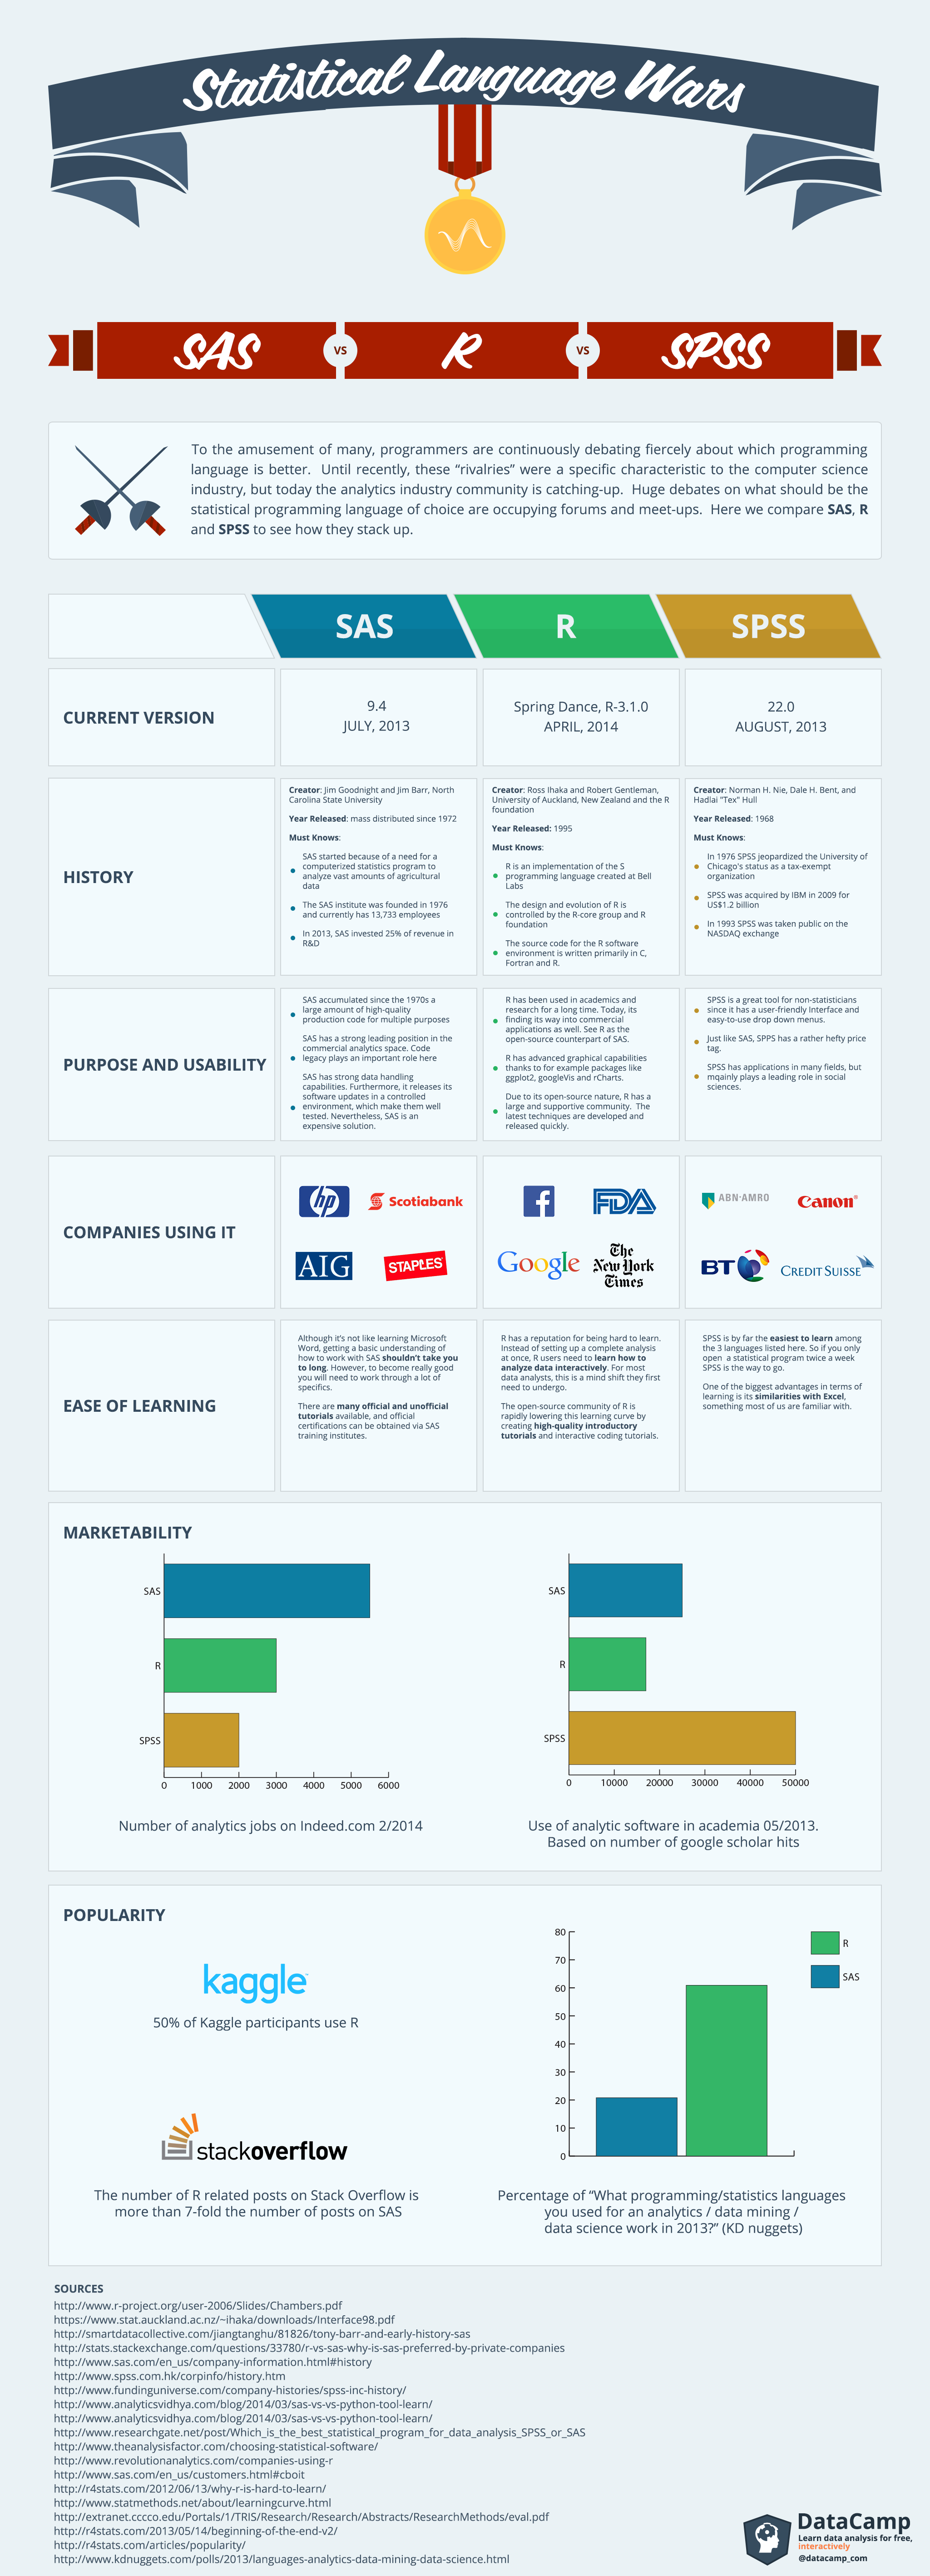 Statistical Language Wars
SAS
VS
R
VS
SPSS
To the amusement of many, programmers are continuously debating fiercely about which programming
language is better. Until recently, these “rivalries” were a specific characteristic to the computer science
industry, but today the analytics industry community is catching-up. Huge debates on what should be the
statistical programming language of choice are occupying forums and meet-ups. Here we compare SAS, R
and SPSS to see how they stack up.
SAS
R
SPSS
CURRENT VERSION
9.4
JULY, 2013
Spring Dance, R-3.1.0
APRIL, 2014
22.0
AUGUST, 2013
HISTORY
Creator: Jim Goodnight and Jim Barr, North
Carolina State University
Year Released: mass distributed since 1972
Must Knows:
SAS started because of a need for a
computerized statistics program to
analyze vast amounts of agricultural
data
The SAS institute was founded in 1976
and currently has 13,733 employees
In 2013, SAS invested 25% of revenue in
R&D
Creator: Ross Ihaka and Robert Gentleman,
University of Auckland, New Zealand and the R
foundation
Year Released: 1995
Must Knows:
R is an implementation of the S
programming language created at Bell
Labs
The design and evolution of R is
controlled by the R-core group and R
foundation
The source code for the R software
environment is written primarily in C,
Fortran and R.
Creator: Norman H. Nie, Dale H. Bent, and
Hadlai "Tex" Hull
Year Released: 1968
Must Knows:
In 1976 SPSS jeopardized the University of
Chicago's status as a tax-exempt
organization
SPSS was acquired by IBM in 2009 for
US$1.2 billion
In 1993 SPSS was taken public on the
NASDAQ exchange
PURPOSE AND USABILITY
SAS accumulated since the 1970s a
large amount of high-quality
production code for multiple purposes
SAS has a strong leading position in the
commercial analytics space. Code
legacy plays an important role here
SAS has strong data handling
capabilities. Furthermore, it releases its
software updates in a controlled
environment, which make them well
tested. Nevertheless, SAS is an
expensive solution.
R has been used in academics and
research for a long time. Today, its
finding its way into commercial
applications as well. See R as the
open-source counterpart of SAS.
R has advanced graphical capabilities
thanks to for example packages like
ggplot2, googleVis and rCharts.
Due to its open-source nature, R has a
large and supportive community. The
latest techniques are developed and
released quickly.
SPSS is a great tool for non-statisticians
since it has a user-friendly Interface and
easy-to-use drop down menus.
Just like SAS, SPPS has a rather hefty price
tag.
SPSS has applications in many fields, but
mqainly plays a leading role in social
sciences.
COMPANIES USING IT
hp
Scotiabank
AIG
STAPLES
f
FDA
Google
The
New York
Times
ABN·AMRO
Canon
BT
CREDIT SUISSE
EASE OF LEARNING
Although it's not like learning Microsoft
Word, getting a basic understanding of
how to work with SAS shouldn't take you
to long. However, to become really good
you will need to work through a lot of
specifics.
There are many official and unofficial
tutorials available, and official
certifications can be obtained via SAS
training institutes.
R has a reputation for being hard to learn.
Instead of setting up a complete analysis
at once, R users need to learn how to
analyze data interactively. For most
data analysts, this is a mind shift they first
need to undergo.
The open-source community of R is
rapidly lowering this learning curve by
creating high-quality introductory
tutorials and interactive coding tutorials.
SPSS is by far the easiest to learn among
the 3 languages listed here. So if you only
open a statistical program twice a week
SPSS is the way to go.
One of the biggest advantages in terms of
learning is its similarities with Excel,
something most of us are familiar with.
MARKETABILITY
SAS
R
SPSS
0 1000 2000 3000 4000 5000 6000
Number of analytics jobs on Indeed.com 2/2014
SAS
R
SPSS
0 10000 20000 30000 40000 50000
Use of analytic software in academia 05/2013.
Based on number of google scholar hits
POPULARITY
kaggle
50% of Kaggle participants use R
stackoverflow
The number of R related posts on Stack Overflow is
more than 7-fold the number of posts on SAS
80
70
60
50
40
30
20
10
0
R
SAS
Percentage of “What programming/statistics languages
you used for an analytics / data mining /
data science work in 2013?” (KD nuggets)
SOURCES
http://www.r-project.org/user-2006/Slides/Chambers.pdf
https://www.stat.auckland.ac.nz/~ihaka/downloads/Interface98.pdf
http://smartdatacollective.com/jiangtanghu/81826/tony-barr-and-early-history-sas
http://stats.stackexchange.com/questions/33780/r-vs-sas-why-is-sas-preferred-by-private-companies
http://www.sas.com/en_us/company-information.html#history
http://www.spss.com.hk/corpinfo/history.htm
http://www.fundinguniverse.com/company-histories/spss-inc-history/
http://www.analyticsvidhya.com/blog/2014/03/sas-vs-vs-python-tool-learn/
http://www.analyticsvidhya.com/blog/2014/03/sas-vs-vs-python-tool-learn/
http://www.researchgate.net/post/Which_is_the_best_statistical_program_for_data_analysis_SPSS_or_SAS
http://www.theanalysisfactor.com/choosing-statistical-software/
http://www.revolutionanalytics.com/companies-using-r
http://www.sas.com/en_us/customers.html#cboit
http://r4stats.com/2012/06/13/why-r-is-hard-to-learn/
http://www.statmethods.net/about/learningcurve.html
http://extranet.cccco.edu/Portals/1/TRIS/Research/Research/Abstracts/ResearchMethods/eval.pdf
http://r4stats.com/2013/05/14/beginning-of-the-end-v2/
http://r4stats.com/articles/popularity/
http://www.kdnuggets.com/polls/2013/languages-analytics-data-mining-data-science.html
DataCamp
Learn data analysis for free,
interactively
@datacamp_com